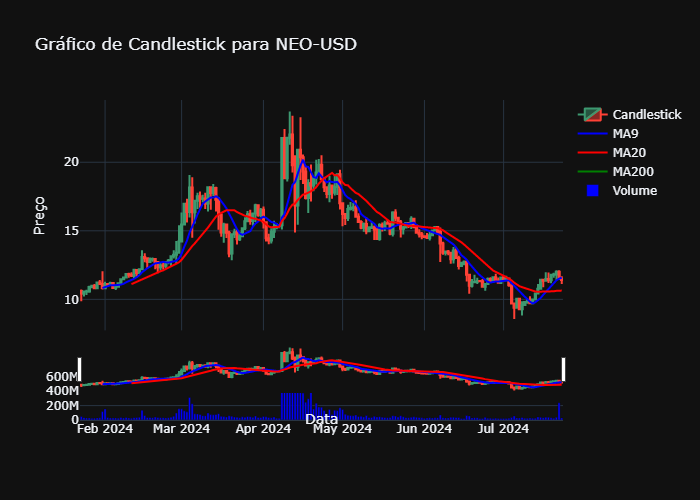 Gráfico de Candlestick para NEO-USD
Candlestick
MA9
MA20
MA200
Volume
Preço
20
15
10
600M
400M
200M
0
Feb 2024 Mar 2024 Apr 2024 May 2024 Jun 2024 Jul 2024
Data